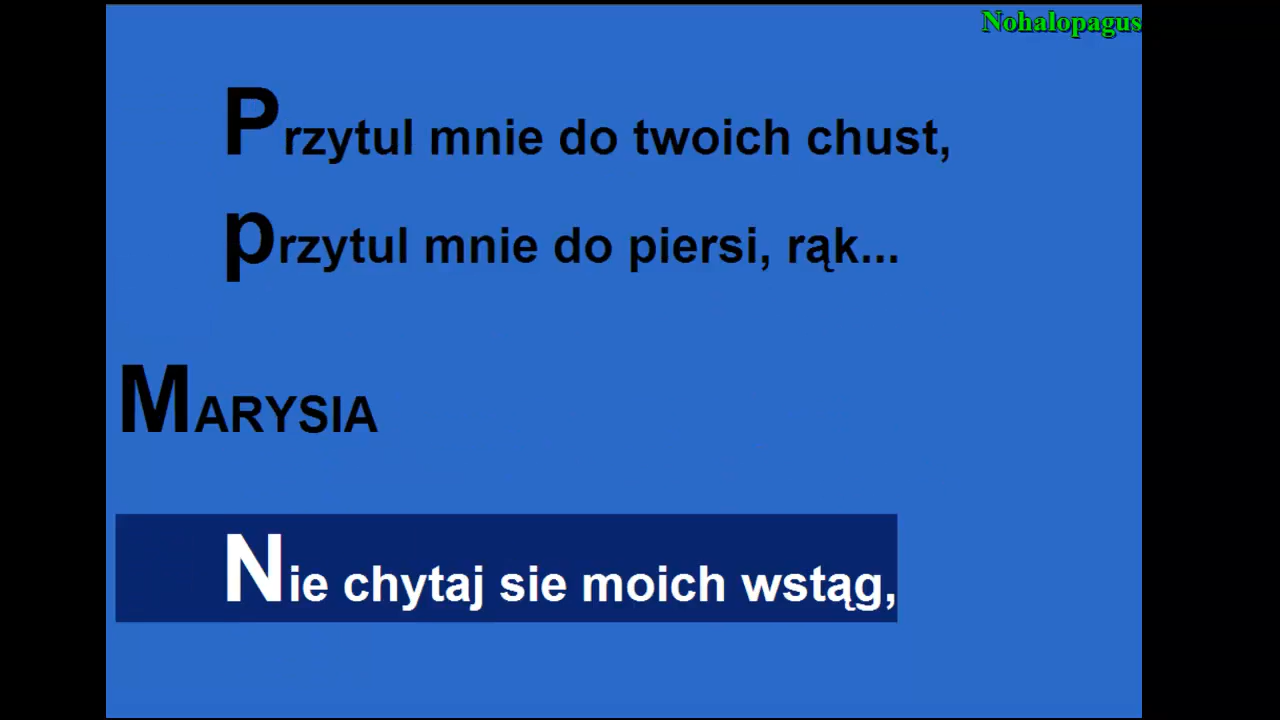 Nohalopagus
Przytul mnie do twoich chust,
przytul mnie do piersi, rąk...
MARYSIA
Nie chytaj sie moich wstąg,